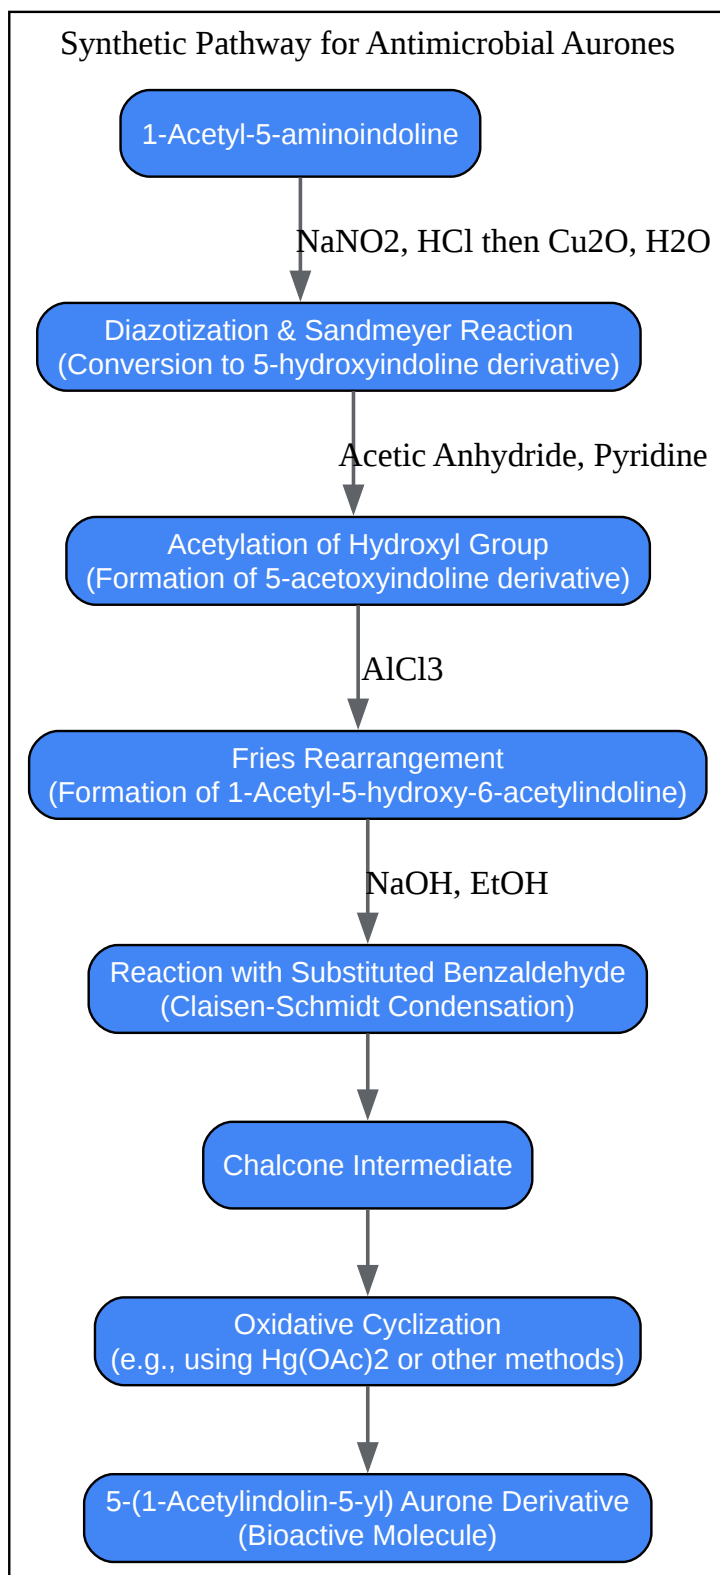 Synthetic Pathway for Antimicrobial Aurones
1-Acetyl-5-aminoindoline
NaNO2, HCl then Cu2O, H2O
Diazotization & Sandmeyer Reaction
(Conversion to 5-hydroxyindoline derivative)
Acetic Anhydride, Pyridine
Acetylation of Hydroxyl Group
(Formation of 5-acetoxyindoline derivative)
AlCl3
Fries Rearrangement
(Formation of 1-Acetyl-5-hydroxy-6-acetylindoline)
NaOH, EtOH
Reaction with Substituted Benzaldehyde
(Claisen-Schmidt Condensation)
Chalcone Intermediate
Oxidative Cyclization
(e.g., using Hg(OAc)2 or other methods)
5-(1-Acetylindolin-5-yl) Aurone Derivative
(Bioactive Molecule)